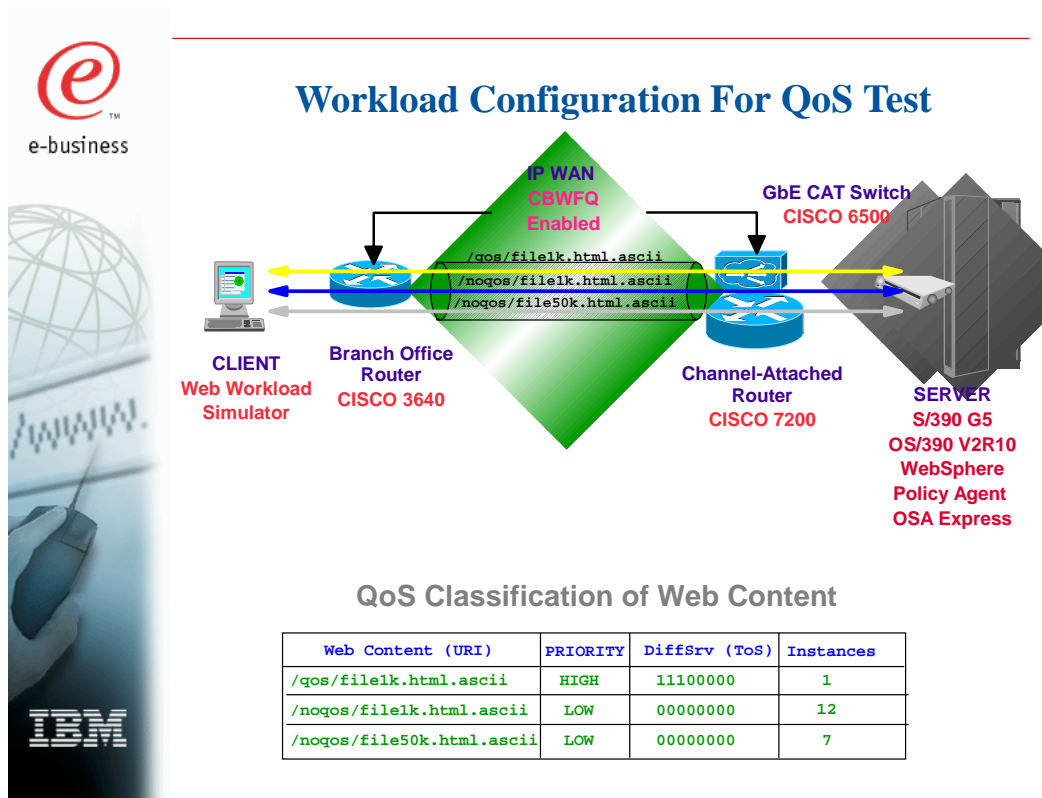 e
TM
e-business
Workload Configuration For QoS Test
IP WAN
CBWFQ
Enabled
GbE CAT Switch
CISCO 6500
/qos/file1k.html.ascii
/noqos/file1k.html.ascii
/noqos/file50k.html.ascii
CLIENT
Web Workload
Simulator
Branch Office
Router
CISCO 3640
Channel-Attached
Router
CISCO 7200
SERVER
S/390 G5
OS/390 V2R10
WebSphere
Policy Agent
OSA Express
QoS Classification of Web Content
Web Content (URI) PRIORITY DiffSrv (ToS) Instances
/qos/file1k.html.ascii HIGH 11100000 1
/noqos/file1k.html.ascii LOW 00000000 12
/noqos/file50k.html.ascii LOW 00000000 7
IBM